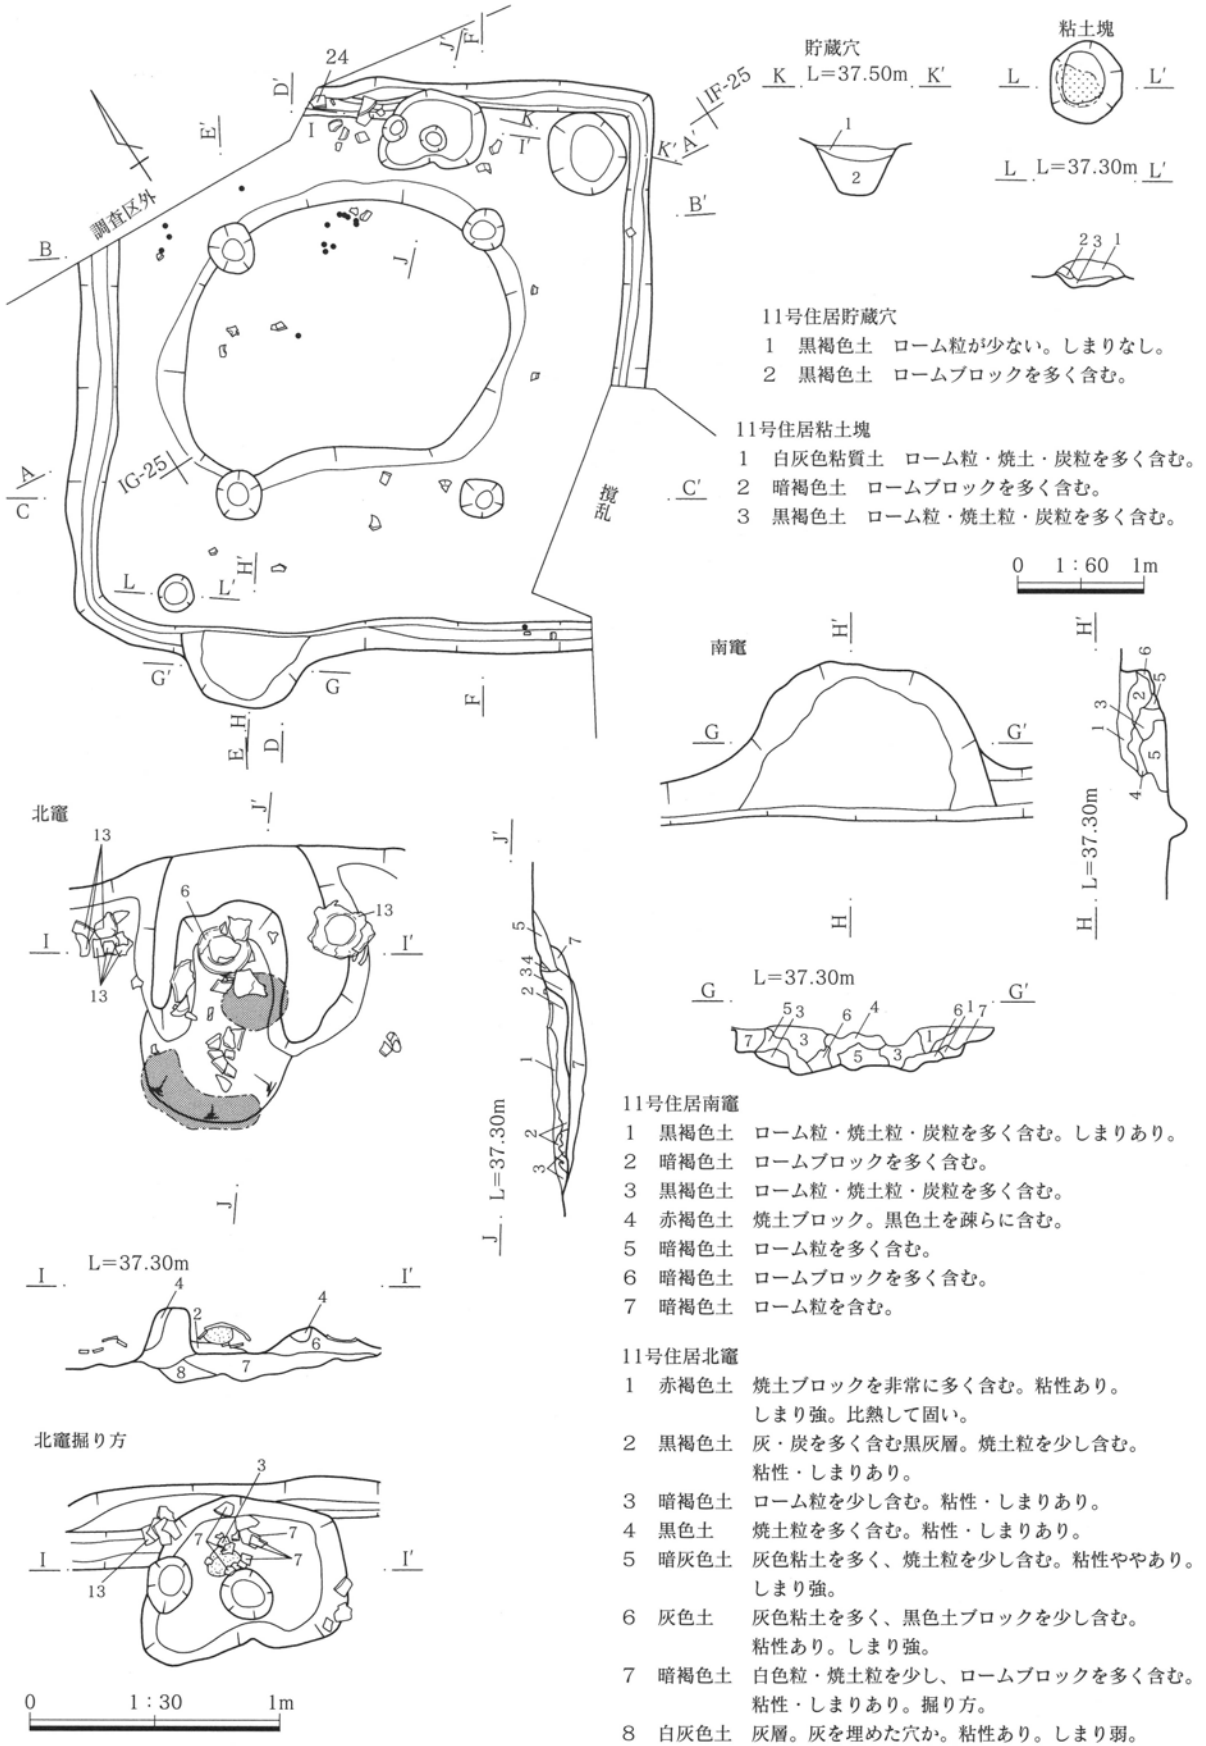 粘土塊
貯蔵穴
K L=37.50m K′
L L′
1
2
L L=37.30m L′
2 3 1
24
D′
J′
F′
IF-25
E′
I
K
I′
K′
A′
調査区外
B
B′
J
A
C
IG-25
C′
撹乱
H′
L L′
G′
G
F
H
E
D
11号住居貯蔵穴
1 黒褐色土 ローム粒が少ない。しまりなし。
2 黒褐色土 ロームブロックを多く含む。
11号住居粘土塊
1 白灰色粘質土 ローム粒・焼土・炭粒を多く含む。
2 暗褐色土 ロームブロックを多く含む。
3 黒褐色土 ローム粒・焼土粒・炭粒を多く含む。
0 1:60 1m
南竈
H′
G G′
H
H′
6
2
5
3
1
5
4
H L=37.30m
L=37.30m
G G′
7 5 3 3 6 4 5 3 1 6 1 7
北竈
J′
13
6
13
I I′
13
J
J′
5
7
4
3
3
2
1
7
2
3
J L=37.30m
L=37.30m
I I′
4
2
4
6
7
8
北竈掘り方
3
7
7
7
I I′
13
0 1:30 1m
11号住居南竈
1 黒褐色土 ローム粒・焼土粒・炭粒を多く含む。しまりあり。
2 暗褐色土 ロームブロックを多く含む。
3 黒褐色土 ローム粒・焼土粒・炭粒を多く含む。
4 赤褐色土 焼土ブロック。黒色土を疎らに含む。
5 暗褐色土 ローム粒を多く含む。
6 暗褐色土 ロームブロックを多く含む。
7 暗褐色土 ローム粒を含む。
11号住居北竈
1 赤褐色土 焼土ブロックを非常に多く含む。粘性あり。
しまり強。比熱して固い。
2 黒褐色土 灰・炭を多く含む黒灰層。焼土粒を少し含む。
粘性・しまりあり。
3 暗褐色土 ローム粒を少し含む。粘性・しまりあり。
4 黒色土 焼土粒を多く含む。粘性・しまりあり。
5 暗灰色土 灰色粘土を多く、焼土粒を少し含む。粘性ややあり。
しまり強。
6 灰色土 灰色粘土を多く、黒色土ブロックを少し含む。
粘性あり。しまり強。
7 暗褐色土 白色粒・焼土粒を少し、ロームブロックを多く含む。
粘性・しまりあり。掘り方。
8 白灰色土 灰層。灰を埋めた穴か。粘性あり。しまり弱。